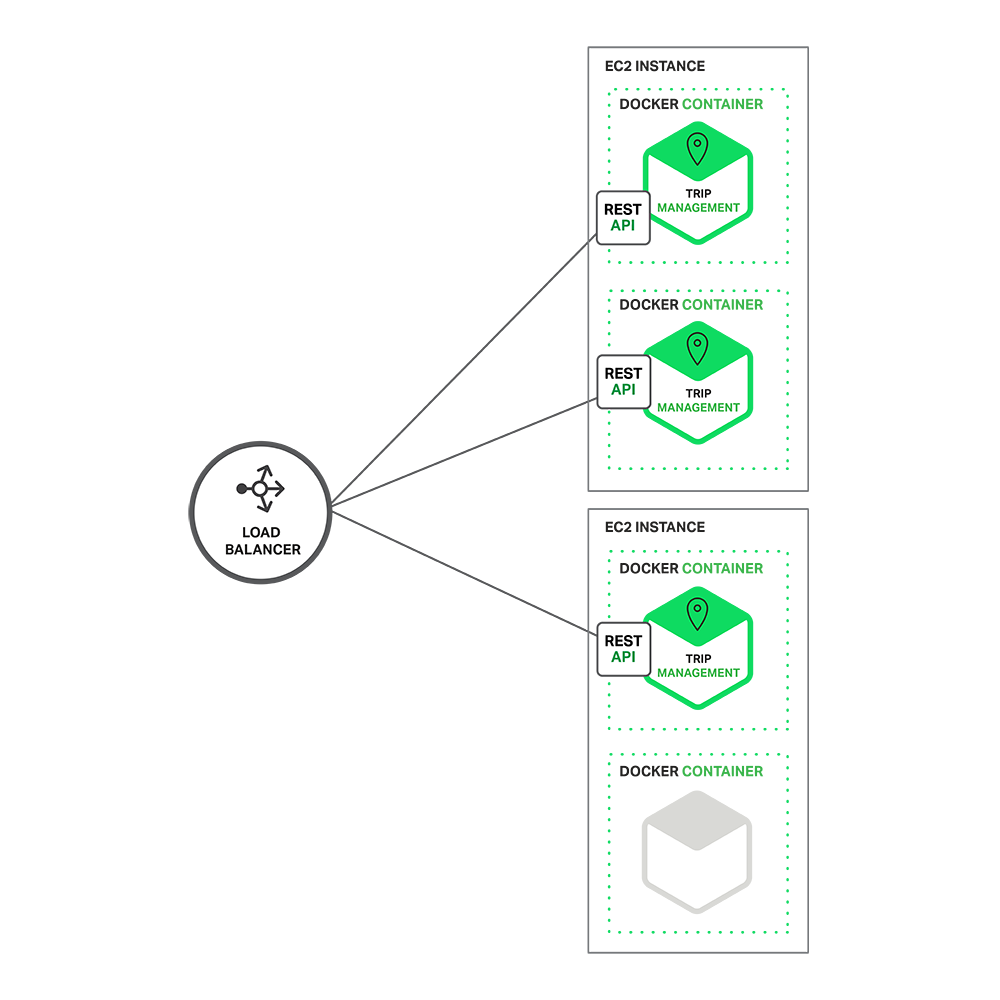 EC2 INSTANCE
DOCKER CONTAINER
TRIP
MANAGEMENT
REST
API
DOCKER CONTAINER
TRIP
MANAGEMENT
REST
API
LOAD
BALANCER
EC2 INSTANCE
DOCKER CONTAINER
TRIP
MANAGEMENT
REST
API
DOCKER CONTAINER